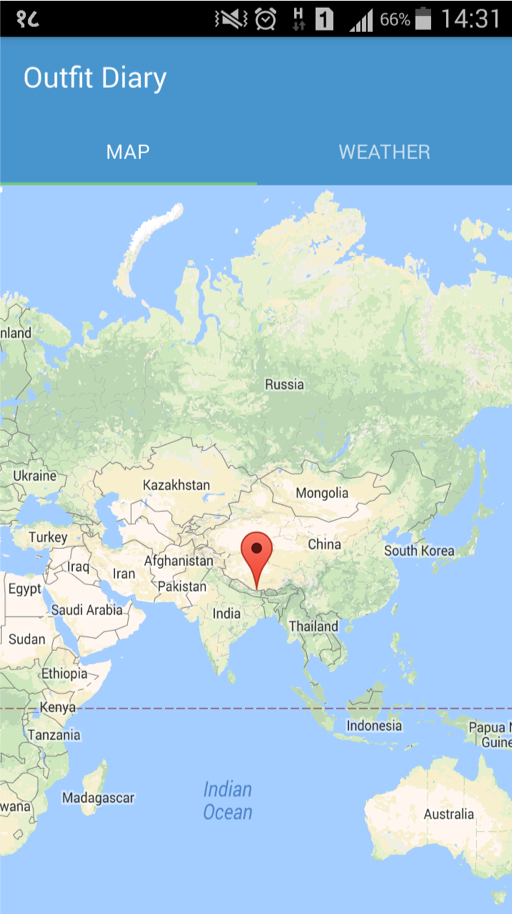 १८ H 1 66% 14:31
Outfit Diary
MAP WEATHER
nland
Russia
Ukraine
Kazakhstan
Mongolia
Turkey
China
South Korea
Afghanistan
Iraq
Iran
Pakistan
Egypt
Saudi Arabia
India
Thailand
Sudan
Ethiopia
Kenya
Indonesia
Papua N
Guine
Tanzania
Indian
Ocean
Madagascar
wana
Australia